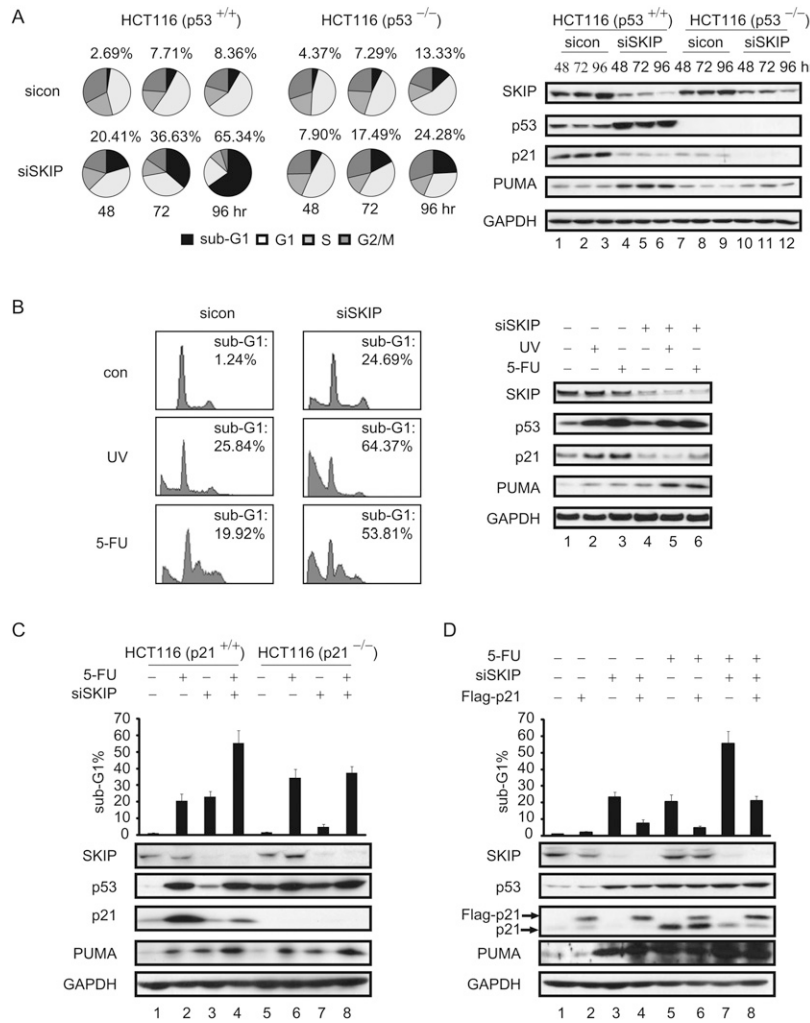 A
HCT116 (p53 +/+)
HCT116 (p53 −/−)
2.69% 7.71% 8.36%
4.37% 7.29% 13.33%
sicon
20.41% 36.63% 65.34%
7.90% 17.49% 24.28%
siSKIP
48 72 96 hr
48 72 96 hr
sub-G1 G1 S G2/M
HCT116 (p53 +/+) HCT116 (p53 −/−)
sicon siSKIP sicon siSKIP
48 72 96 48 72 96 48 72 96 48 72 96 hr
SKIP
p53
p21
PUMA
GAPDH
1 2 3 4 5 6 7 8 9 10 11 12
B
sicon siSKIP
con
sub-G1: 1.24%
sub-G1: 24.69%
UV
sub-G1: 25.84%
sub-G1: 64.37%
5-FU
sub-G1: 19.92%
sub-G1: 53.81%
siSKIP − − − + + +
UV − + − − + −
5-FU − − + − − +
SKIP
p53
p21
PUMA
GAPDH
1 2 3 4 5 6
C
HCT116 (p21 +/+) HCT116 (p21 −/−)
5-FU − + − + − + − +
siSKIP − − + + − − + +
sub-G1%
70
60
50
40
30
20
10
0
SKIP
p53
p21
PUMA
GAPDH
1 2 3 4 5 6 7 8
D
5-FU − − − − + + + +
siSKIP − − + + − − + +
Flag-p21 − + − + − + − +
sub-G1%
70
60
50
40
30
20
10
0
SKIP
p53
Flag-p21
p21
PUMA
GAPDH
1 2 3 4 5 6 7 8